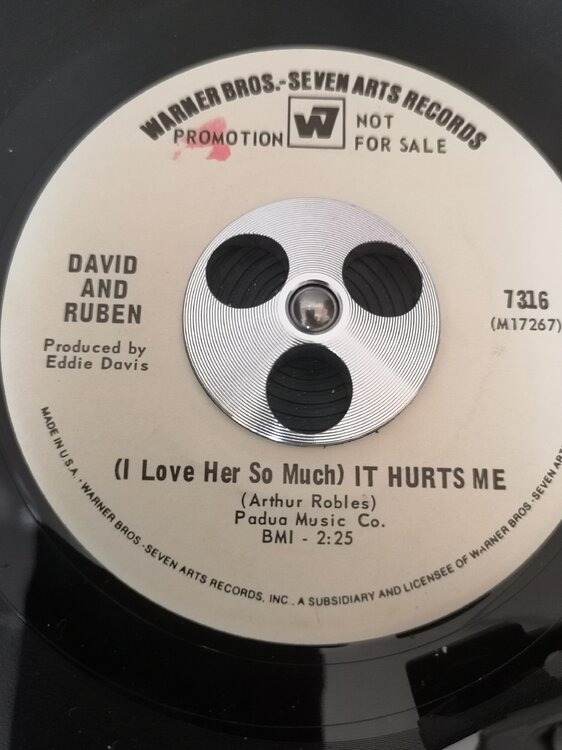 WARNER BROS.-SEVEN ARTS RECORDS
PROMOTION W7 NOT
FOR SALE
DAVID
AND
RUBEN
Produced by
Eddie Davis
7316
(M17267)
(I Love Her So Much) IT HURTS ME
(Arthur Robles)
Padua Music Co.
BMI - 2:25
MADE IN U.S.A. · WARNER BROS.-SEVEN ARTS RECORDS, INC., A SUBSIDIARY AND LICENSEE OF WARNER BROS.-SEVEN